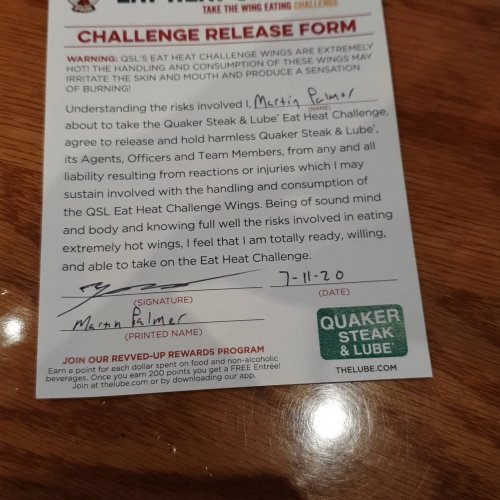 TAKE THE WING EATING CHALLENGE
CHALLENGE RELEASE FORM
WARNING: QSL'S EAT HEAT CHALLENGE WINGS ARE EXTREMELY
HOT! THE HANDLING AND CONSUMPTION OF THESE WINGS MAY
IRRITATE THE SKIN AND MOUTH AND PRODUCE A SENSATION
OF BURNING!
Understanding the risks involved I, Martin Palmer
(NAME)
about to take the Quaker Steak & Lube® Eat Heat Challenge,
agree to release and hold harmless Quaker Steak & Lube®,
its Agents, Officers and Team Members, from any and all
liability resulting from reactions or injuries which I may
sustain involved with the handling and consumption of
the QSL Eat Heat Challenge Wings. Being of sound mind
and body and knowing full well the risks involved in eating
extremely hot wings, I feel that I am totally ready, willing,
and able to take on the Eat Heat Challenge.
7-11-20
(SIGNATURE) (DATE)
Martin Palmer
(PRINTED NAME)
QUAKER
STEAK
& LUBE®
JOIN OUR REVVED-UP REWARDS PROGRAM
Earn a point for each dollar spent on food and non-alcoholic
beverages. Once you earn 200 points you get a FREE Entrée!
Join at thelube.com or by downloading our app.
THELUBE.COM